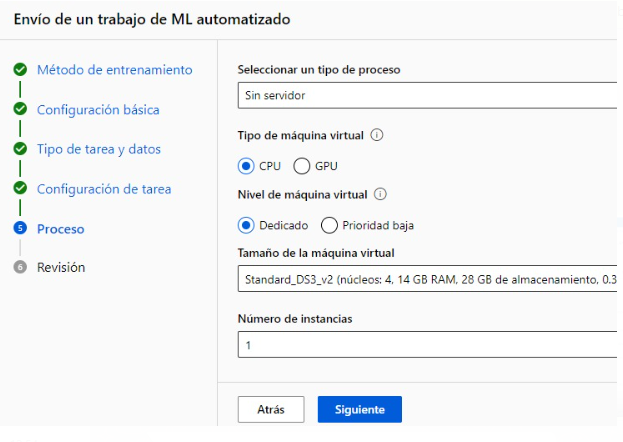 Envío de un trabajo de ML automatizado
Método de entrenamiento
Configuración básica
Tipo de tarea y datos
Configuración de tarea
5 Proceso
6 Revisión
Seleccionar un tipo de proceso
Sin servidor
Tipo de máquina virtual
CPU GPU
Nivel de máquina virtual
Dedicado Prioridad baja
Tamaño de la máquina virtual
Standard_DS3_v2 (núcleos: 4, 14 GB RAM, 28 GB de almacenamiento, 0.3
Número de instancias
1
Atrás Siguiente